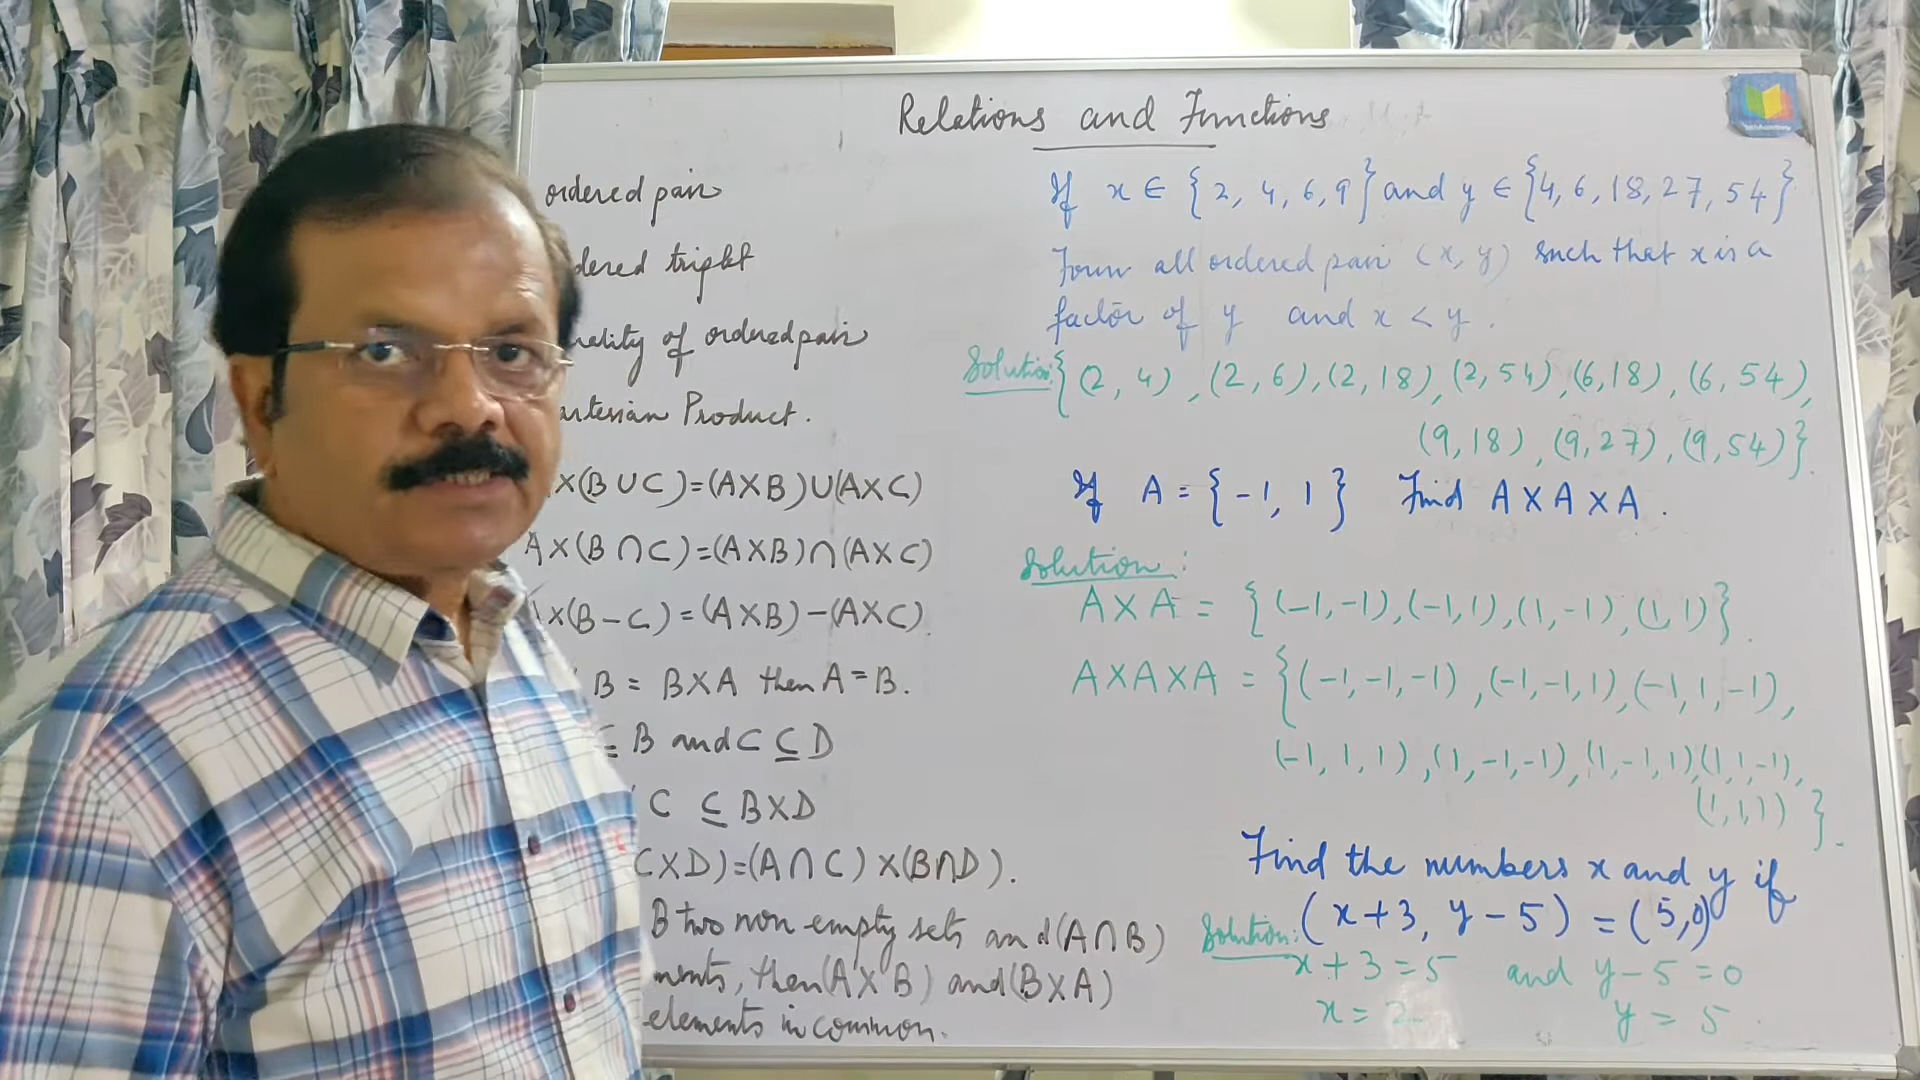 Relations and Functions
ordered pair
dered triplet
uality of ordered pair
artesian Product.
×(B∪C)=(A×B)∪(A×C)
A×(B∩C)=(A×B)∩(A×C)
×(B-C)=(A×B)-(A×C).
B = B×A then A=B.
⊆ B and C ⊆ D
C ⊆ B×D
C×D)=(A∩C)×(B∩D).
B two non empty sets and (A∩B)
ments, then (A×B) and (B×A)
elements in common.
If x ∈ {2, 4, 6, 9} and y ∈ {4, 6, 18, 27, 54}
Form all ordered pair (x, y) such that x is a
factor of y and x < y.
Solution: {(2, 4), (2, 6), (2, 18), (2, 54), (6, 18), (6, 54),
(9, 18), (9, 27), (9, 54)}.
If A = {-1, 1} Find A×A×A.
Solution:
A×A = {(-1,-1),(-1,1),(1,-1),(1,1)}.
A×A×A = {(-1,-1,-1),(-1,-1,1),(-1,1,-1),
(-1,1,1),(1,-1,-1),(1,-1,1)(1,1,-1),
(1,1,1)}.
Find the numbers x and y if
(x+3, y-5) = (5,0)
Solution:
x+3=5 and y-5=0
x=2 y=5